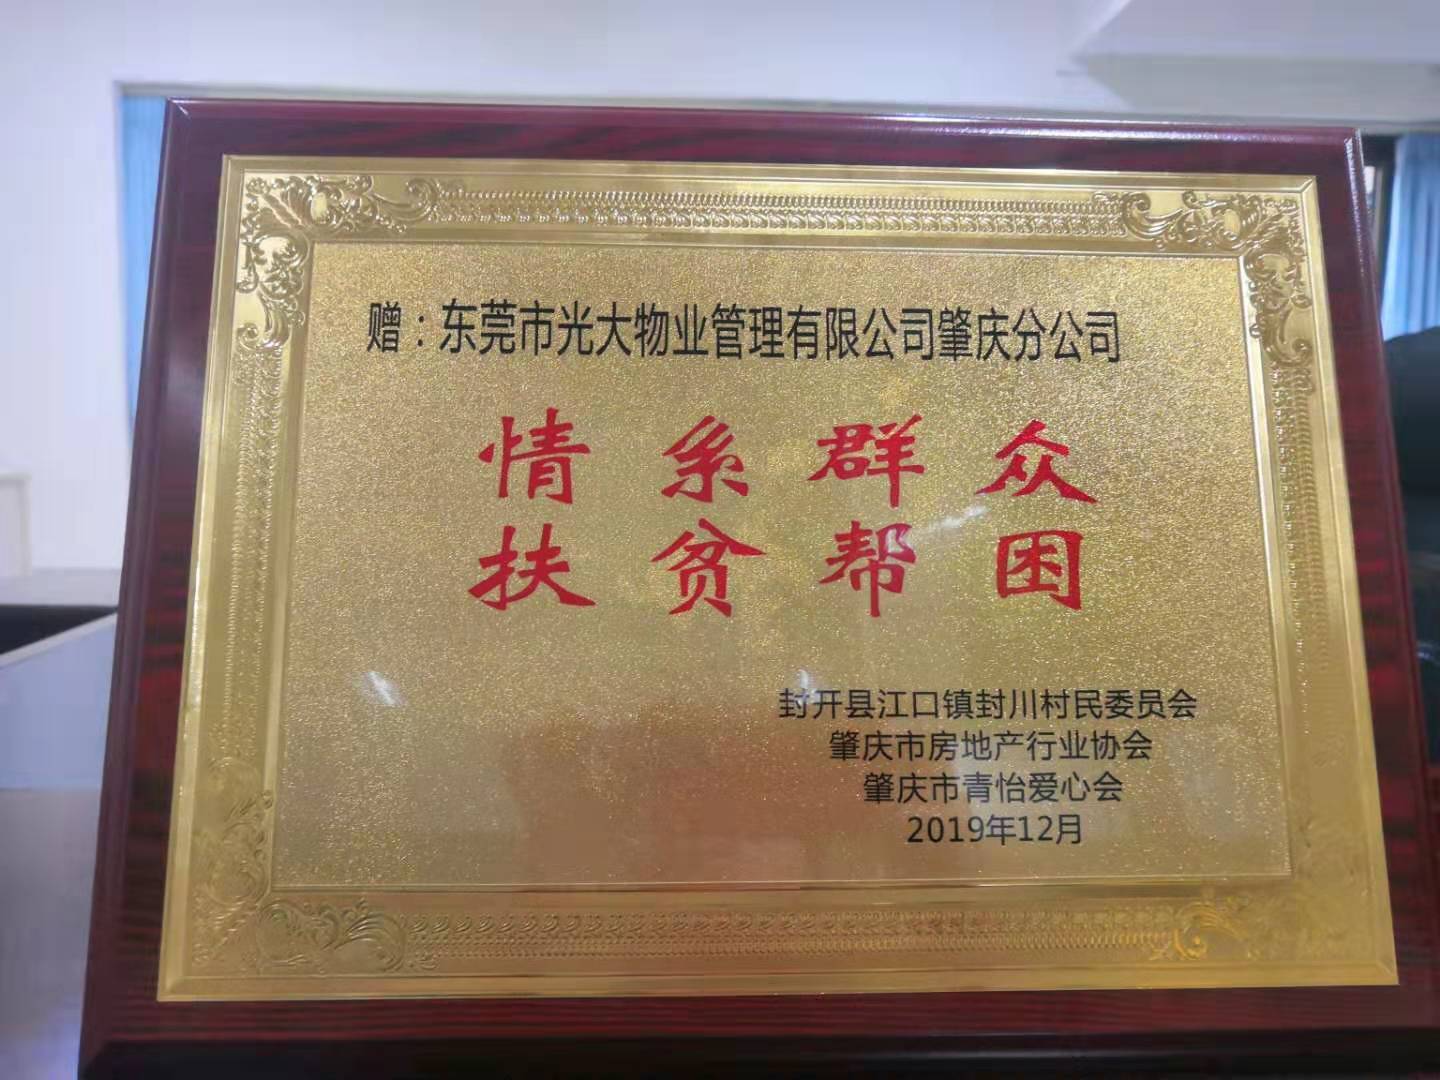 赠：东莞市光大物业管理有限公司肇庆分公司
情系群众
扶贫帮困
封开县江口镇封川村民委员会
肇庆市房地产行业协会
肇庆市青怡爱心会
2019年12月